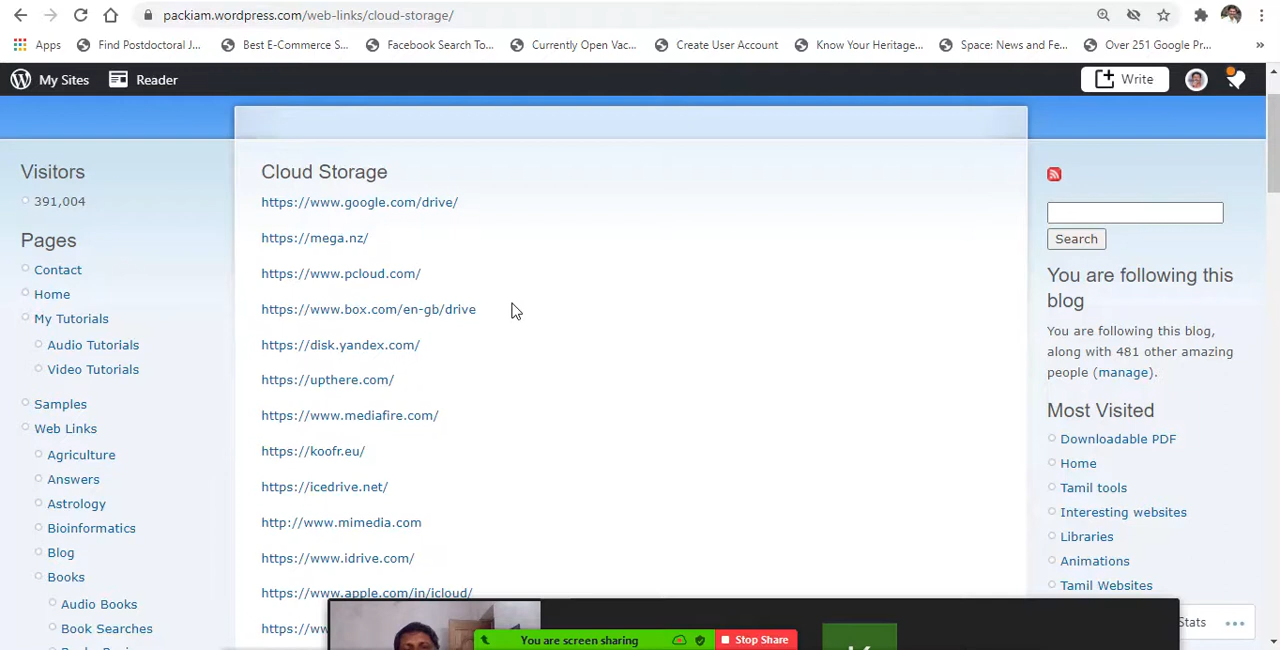 packiam.wordpress.com/web-links/cloud-storage/
Apps Find Postdoctoral J... Best E-Commerce S... Facebook Search To... Currently Open Vac... Create User Account Know Your Heritage... Space: News and Fe... Over 251 Google Pr... »
My Sites Reader Write
Visitors
391,004
Pages
Contact
Home
My Tutorials
Audio Tutorials
Video Tutorials
Samples
Web Links
Agriculture
Answers
Astrology
Bioinformatics
Blog
Books
Audio Books
Book Searches
Cloud Storage
https://www.google.com/drive/
https://mega.nz/
https://www.pcloud.com/
https://www.box.com/en-gb/drive
https://disk.yandex.com/
https://upthere.com/
https://www.mediafire.com/
https://koofr.eu/
https://icedrive.net/
http://www.mimedia.com
https://www.idrive.com/
https://www.apple.com/in/icloud/
Search
You are following this
blog
You are following this blog,
along with 481 other amazing
people (manage).
Most Visited
Downloadable PDF
Home
Tamil tools
Interesting websites
Libraries
Animations
Tamil Websites
Stats
You are screen sharing Stop Share